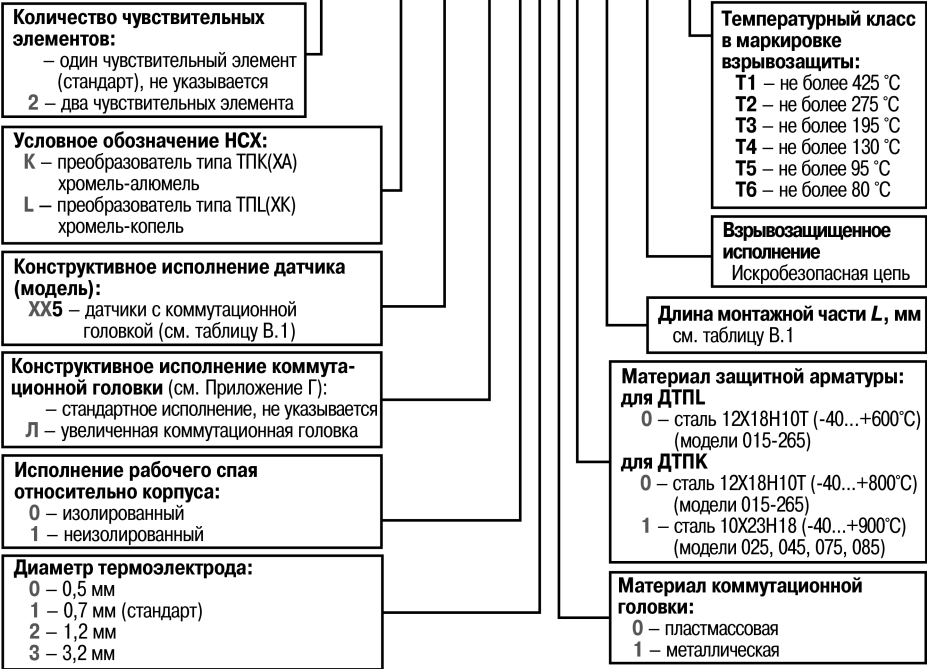 Количество чувствительных
элементов:
– один чувствительный элемент
(стандарт), не указывается
2 – два чувствительных элемента
Условное обозначение НСХ:
K – преобразователь типа ТПК(ХА)
хромель-алюмель
L – преобразователь типа ТПL(ХК)
хромель-копель
Конструктивное исполнение датчика
(модель):
ХХ5 – датчики с коммутационной
головкой (см. таблицу В.1)
Конструктивное исполнение коммута-
ционной головки (см. Приложение Г):
– стандартное исполнение, не указывается
Л – увеличенная коммутационная головка
Исполнение рабочего спая
относительно корпуса:
0 – изолированный
1 – неизолированный
Диаметр термоэлектрода:
0 – 0,5 мм
1 – 0,7 мм (стандарт)
2 – 1,2 мм
3 – 3,2 мм
Температурный класс
в маркировке
взрывозащиты:
Т1 – не более 425 °С
Т2 – не более 275 °С
Т3 – не более 195 °С
Т4 – не более 130 °С
Т5 – не более 95 °С
Т6 – не более 80 °С
Взрывозащищенное
исполнение
Искробезопасная цепь
Длина монтажной части L, мм
см. таблицу В.1
Материал защитной арматуры:
для ДТПL
0 – сталь 12Х18Н10Т (-40...+600°С)
(модели 015-265)
для ДТПК
0 – сталь 12Х18Н10Т (-40...+800°С)
(модели 015-265)
1 – сталь 10Х23Н18 (-40...+900°С)
(модели 025, 045, 075, 085)
Материал коммутационной
головки:
0 – пластмассовая
1 – металлическая